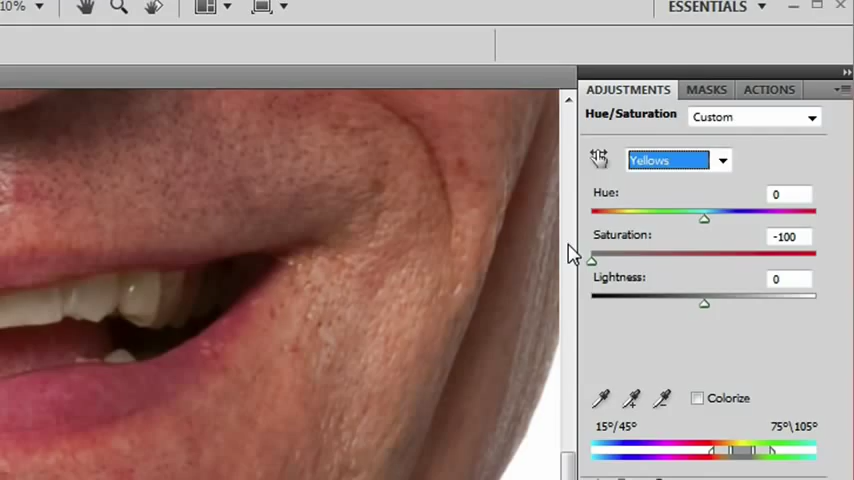 10%
ESSENTIALS
ADJUSTMENTS MASKS ACTIONS
Hue/Saturation Custom
Yellows
Hue: 0
Saturation: -100
Lightness: 0
Colorize
15°/45° 75°\105°